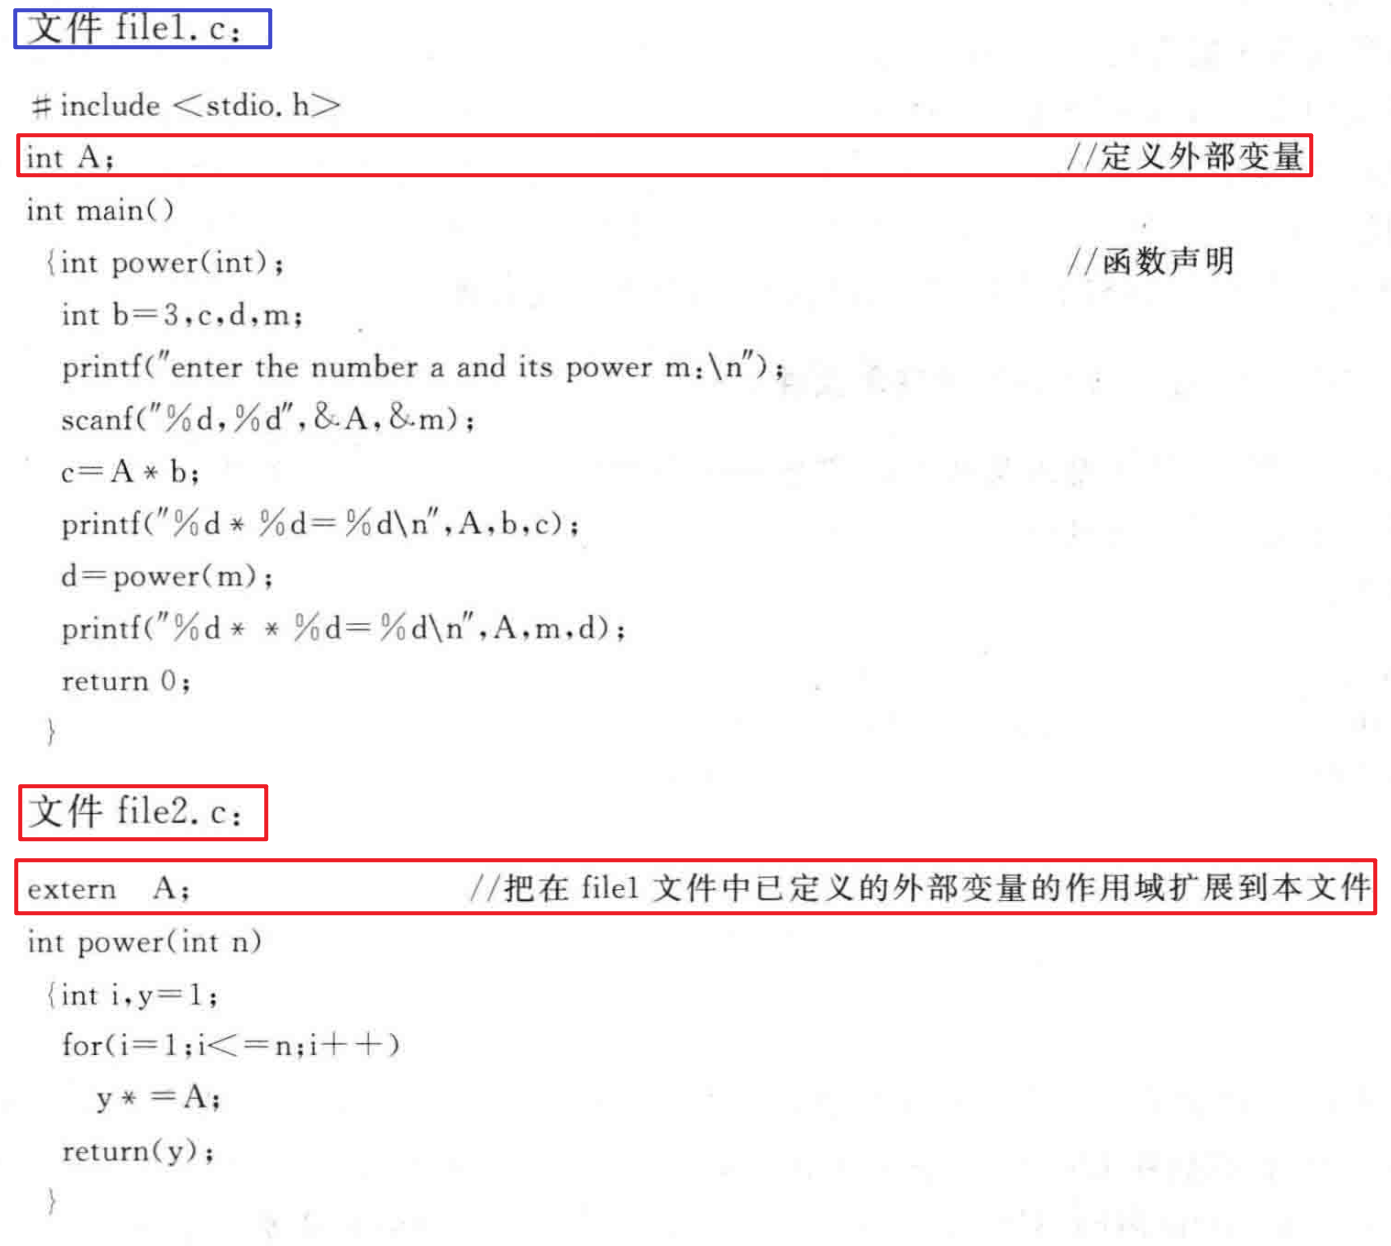 文件 file1.c:
#include <stdio.h>
int A; //定义外部变量
int main()
{int power(int); //函数声明
int b=3,c,d,m;
printf("enter the number a and its power m:\n");
scanf("%d,%d",&A,&m);
c=A * b;
printf("%d * %d=%d\n",A,b,c);
d=power(m);
printf("%d * * %d=%d\n",A,m,d);
return 0;
}
文件 file2.c:
extern A; //把在 file1 文件中已定义的外部变量的作用域扩展到本文件
int power(int n)
{int i,y=1;
for(i=1;i<=n;i++)
y * =A;
return(y);
}